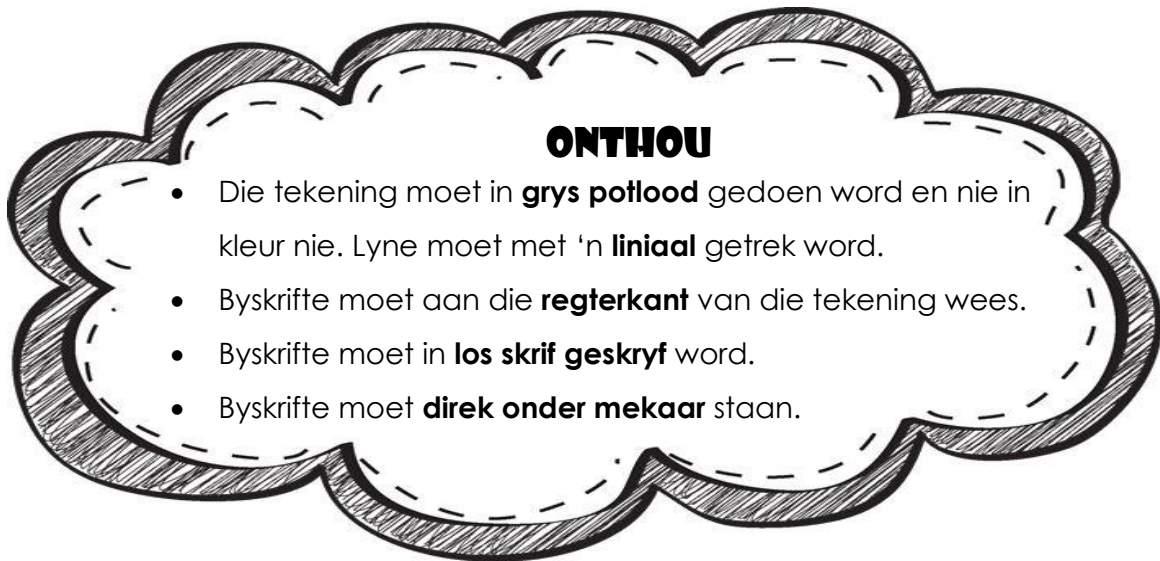 ONTHOU
• Die tekening moet in grys potlood gedoen word en nie in
kleur nie. Lyne moet met ‘n liniaal getrek word.
• Byskrifte moet aan die regterkant van die tekening wees.
• Byskrifte moet in los skrif geskryf word.
• Byskrifte moet direk onder mekaar staan.